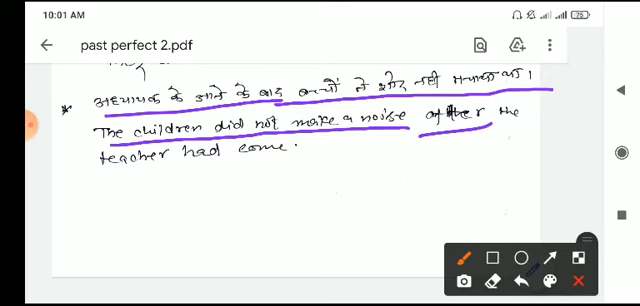 10:01 AM
75
past perfect 2.pdf
* अध्यापक के आने के बाद बच्चों ने शोर नही मचाया था ।
The children did not make a noise after the
teacher had come.